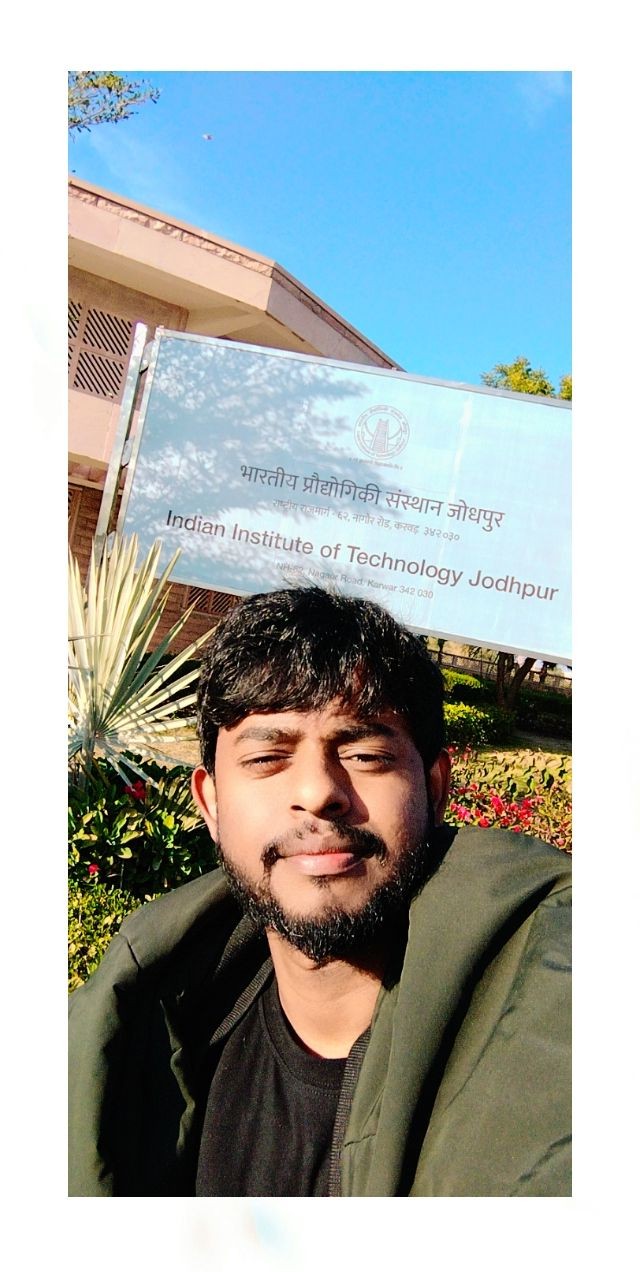 भारतीय प्रौद्योगिकी संस्थान जोधपुर
राष्ट्रीय राजमार्ग - ६२, नागौर रोड, करवड़ ३४२०३०
Indian Institute of Technology Jodhpur
NH-62, Nagaur Road, Karwar 342 030